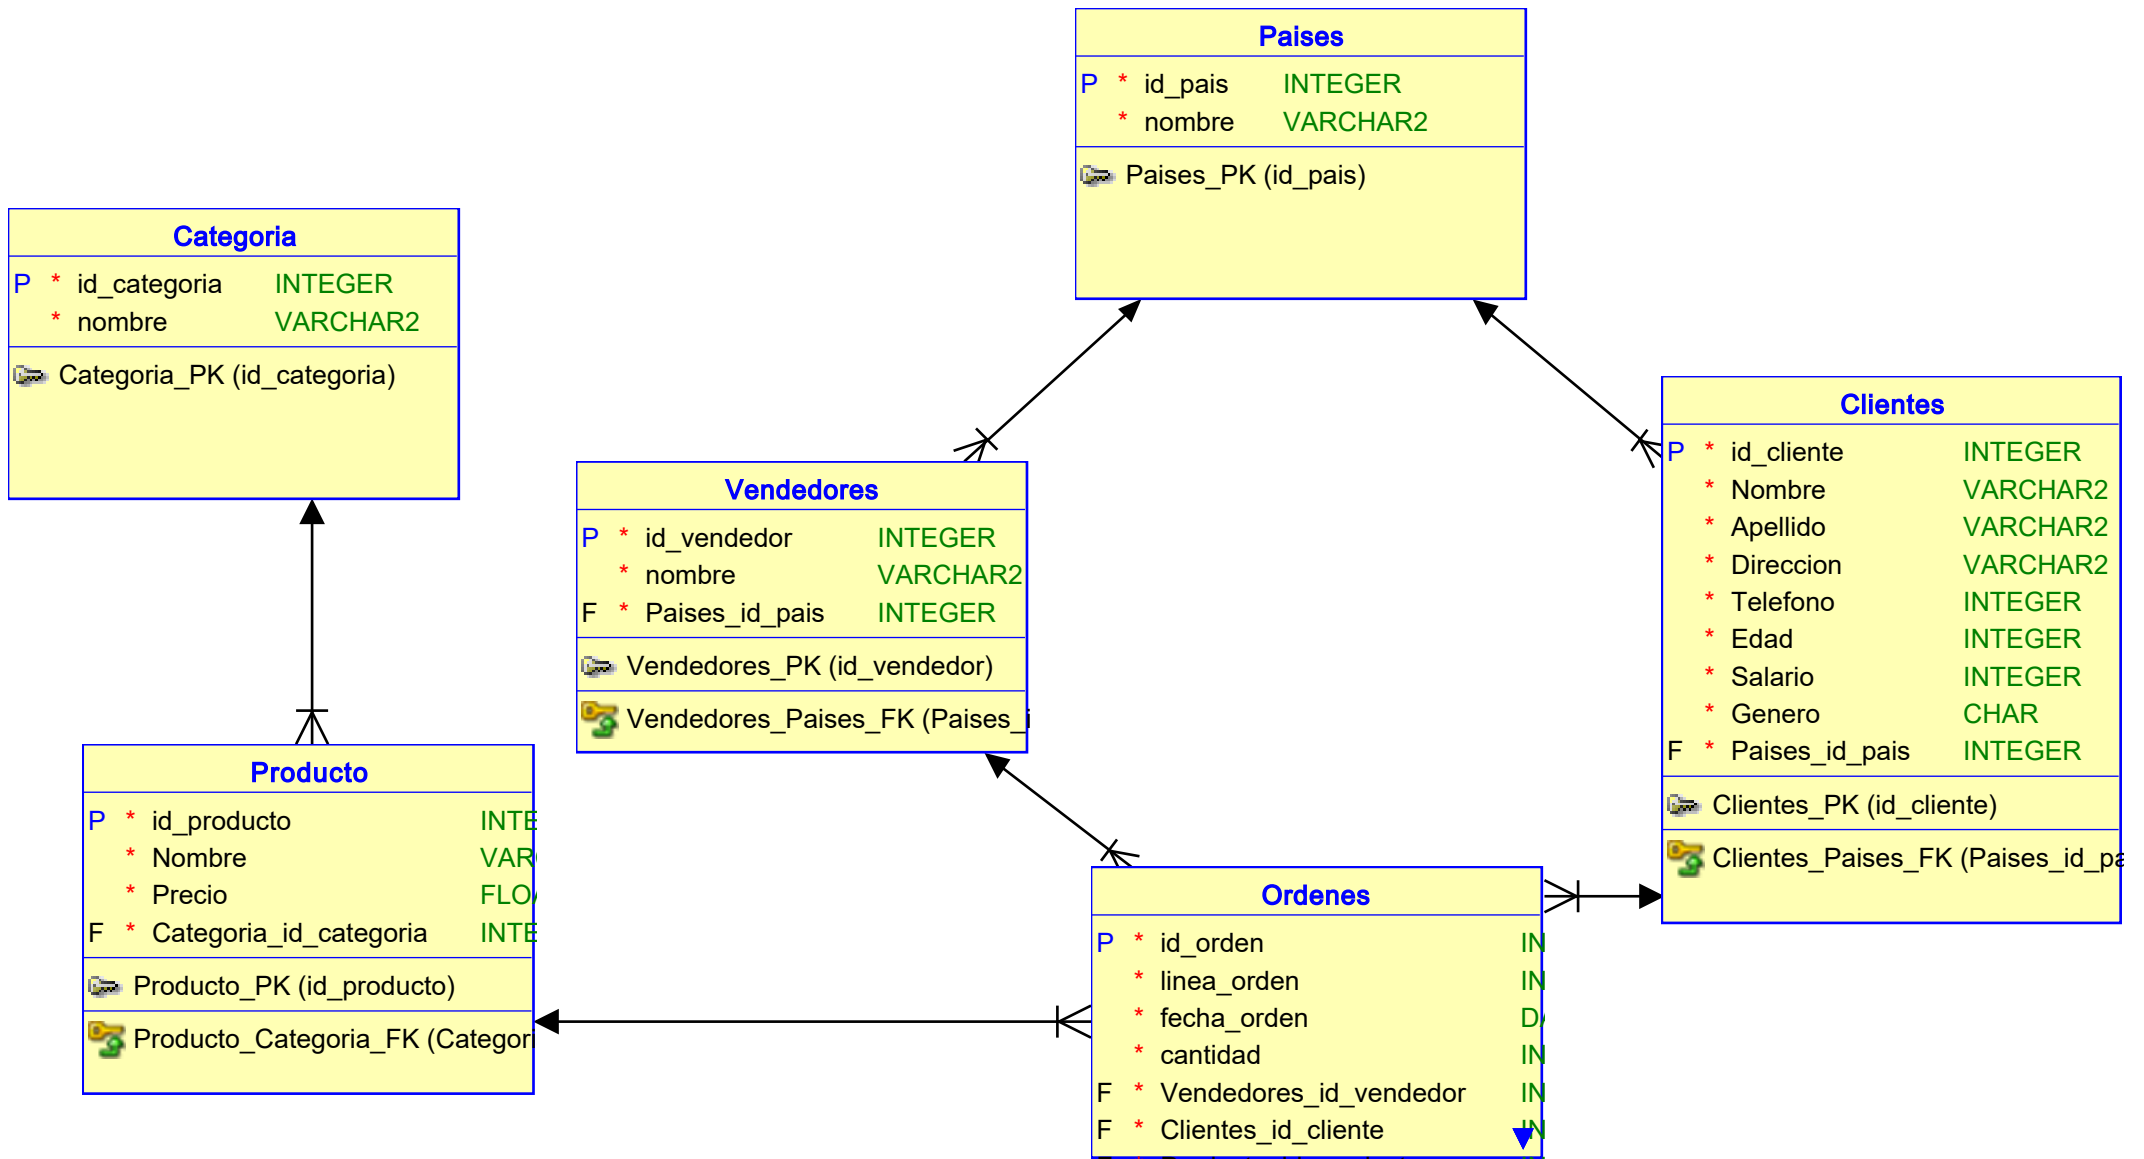 Paises
P * id_pais INTEGER
* nombre VARCHAR2
Paises_PK (id_pais)
Categoria
P * id_categoria INTEGER
* nombre VARCHAR2
Categoria_PK (id_categoria)
Clientes
P * id_cliente INTEGER
* Nombre VARCHAR2
* Apellido VARCHAR2
* Direccion VARCHAR2
* Telefono INTEGER
* Edad INTEGER
* Salario INTEGER
* Genero CHAR
F * Paises_id_pais INTEGER
Clientes_PK (id_cliente)
Clientes_Paises_FK (Paises_id_pa
Vendedores
P * id_vendedor INTEGER
* nombre VARCHAR2
F * Paises_id_pais INTEGER
Vendedores_PK (id_vendedor)
Vendedores_Paises_FK (Paises_i
Producto
P * id_producto INTE
* Nombre VAR
* Precio FLO
F * Categoria_id_categoria INTE
Producto_PK (id_producto)
Producto_Categoria_FK (Categori
Ordenes
P * id_orden IN
* linea_orden IN
* fecha_orden D
* cantidad IN
F * Vendedores_id_vendedor IN
F * Clientes_id_cliente IN